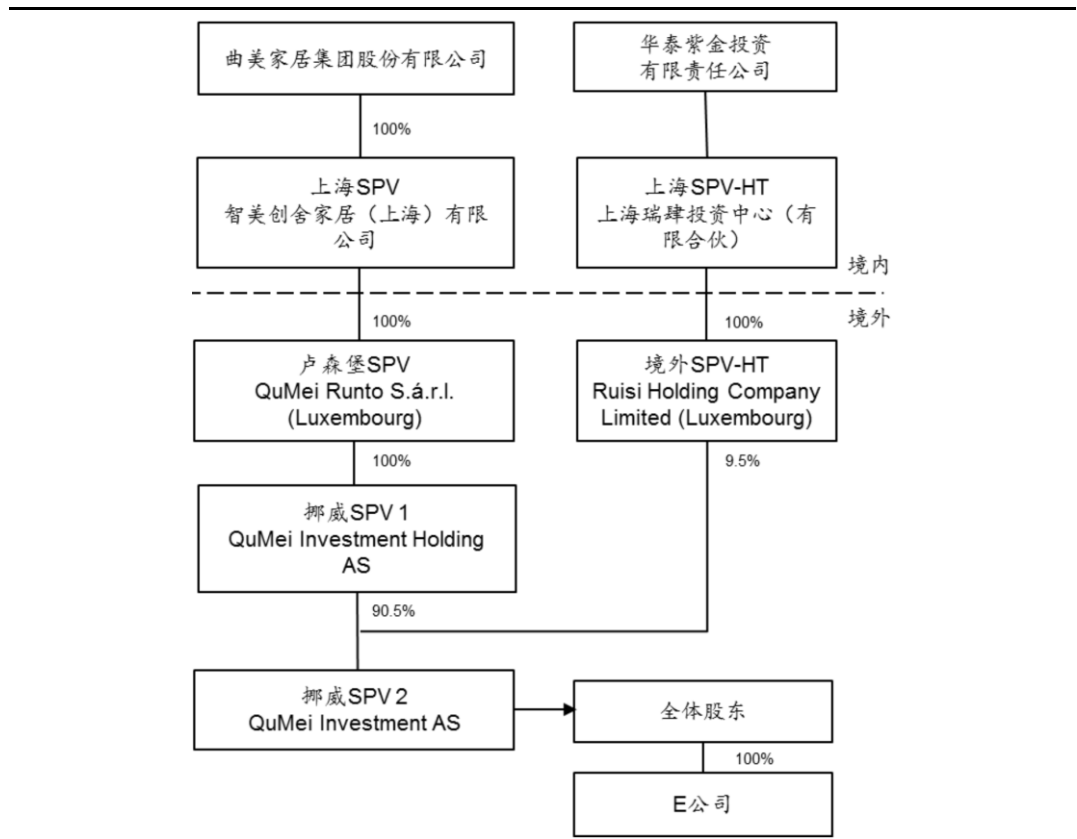 曲美家居集团股份有限公司
华泰紫金投资
有限责任公司
100%
上海SPV
智美创舍家居（上海）有限
公司
上海SPV-HT
上海瑞肆投资中心（有
限合伙）
境内
境外
100%
100%
卢森堡SPV
QuMei Runto S.á.r.l.
(Luxembourg)
境外SPV-HT
Ruisi Holding Company
Limited (Luxembourg)
100%
9.5%
挪威SPV 1
QuMei Investment Holding
AS
90.5%
挪威SPV 2
QuMei Investment AS
全体股东
100%
E公司